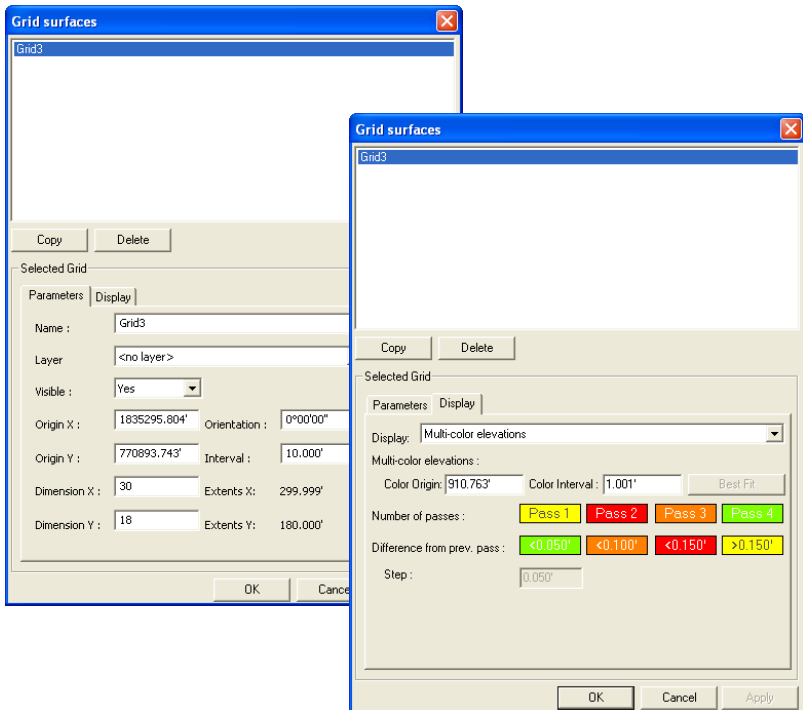 Grid surfaces
Grid3
Copy Delete
Selected Grid
Parameters Display
Name : Grid3
Layer <no layer>
Visible : Yes
Origin X : 1835295.804' Orientation : 0°00'00"
Origin Y : 770893.743' Interval : 10.000'
Dimension X : 30 Extents X: 299.999'
Dimension Y : 18 Extents Y: 180.000'
OK Cance
Grid surfaces
Grid3
Copy Delete
Selected Grid
Parameters Display
Display: Multi-color elevations
Multi-color elevations :
Color Origin: 910.763' Color Interval : 1.001' Best Fit
Number of passes : Pass 1 Pass 2 Pass 3 Pass 4
Difference from prev. pass : <0.050' <0.100' <0.150' >0.150'
Step : 0.050'
OK Cancel Apply